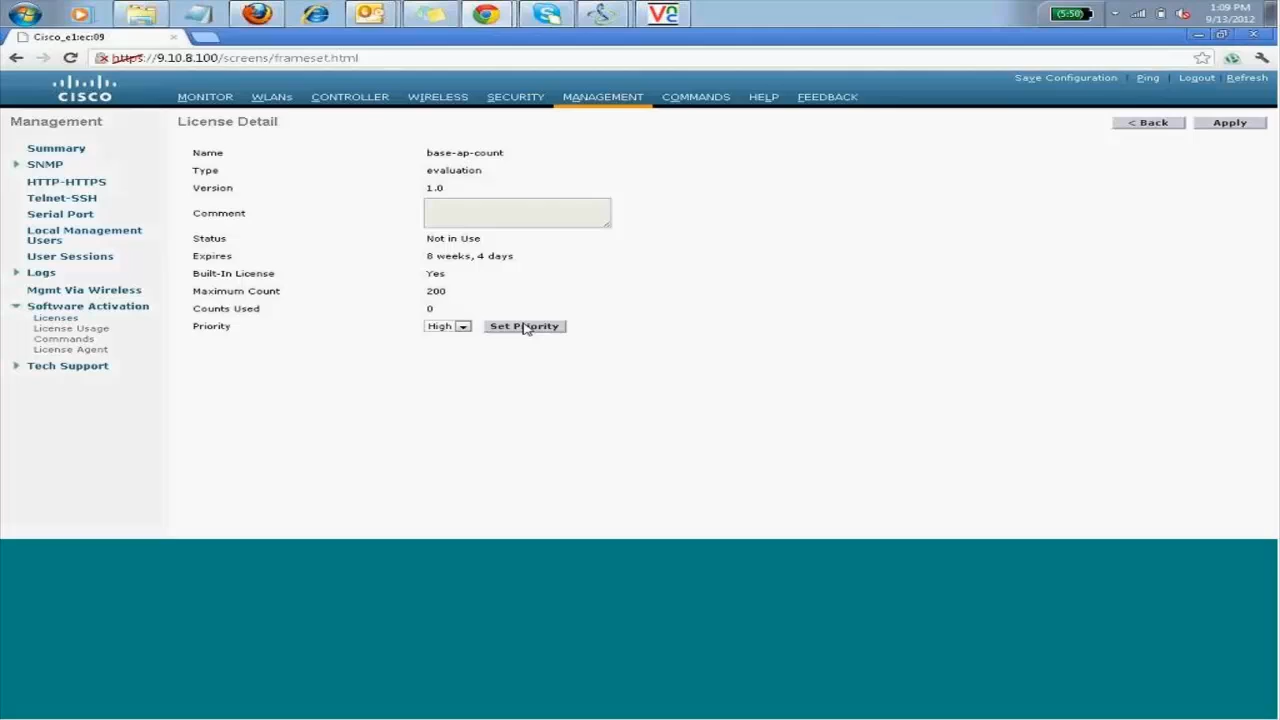 (5:50)
1:09 PM
9/13/2012
Cisco_e1:ec:09
https://9.10.8.100/screens/frameset.html
Save Configuration Ping Logout Refresh
CISCO
MONITOR WLANs CONTROLLER WIRELESS SECURITY MANAGEMENT COMMANDS HELP FEEDBACK
Management
License Detail
< Back
Apply
Summary
SNMP
HTTP-HTTPS
Telnet-SSH
Serial Port
Local Management
Users
User Sessions
Logs
Mgmt Via Wireless
Software Activation
Licenses
License Usage
Commands
License Agent
Tech Support
Name base-ap-count
Type evaluation
Version 1.0
Comment
Status Not in Use
Expires 8 weeks, 4 days
Built-In License Yes
Maximum Count 200
Counts Used 0
Priority High Set Priority